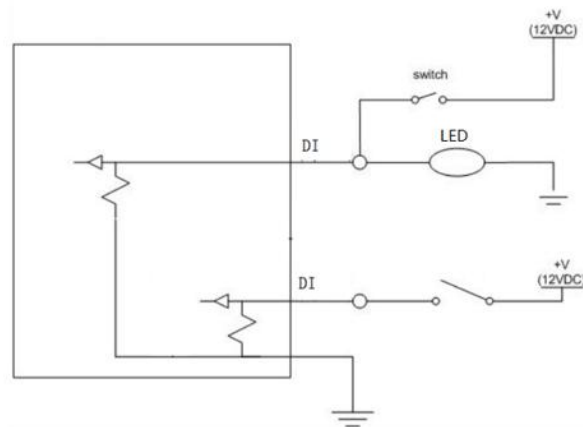 +V
(12VDC)
switch
DI
LED
DI
+V
(12VDC)